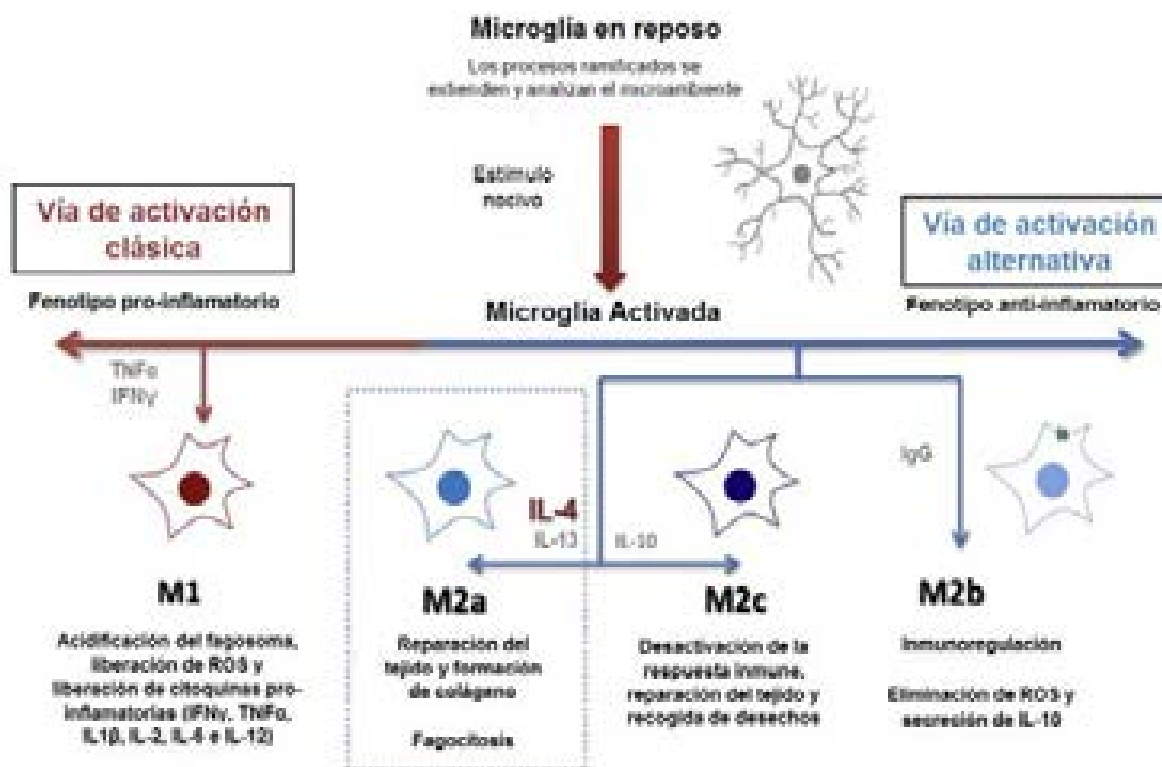 Microglia en reposo
Los procesos ramificados se
extienden y analizan el microambiente
Estímulo
nocivo
Vía de activación
clásica
Vía de activación
alternativa
Fenotipo pro-inflamatorio
Microglia Activada
Fenotipo anti-inflamatorio
TNFα
IFNγ
IL-4
IL-13
IL-10
IgG
M1
Acidificación del fagosoma,
liberación de ROS y
liberación de citoquinas pro-
inflamatorias (IFNγ, TNFα,
IL1β, IL-2, IL-6 e IL-12)
M2a
Reparación del
tejido y formación
de colágeno
Fagocitosis
M2c
Desactivación de la
respuesta inmune,
reparación del tejido y
recogida de desechos
M2b
Inmunoregulación
Eliminación de ROS y
secreción de IL-10